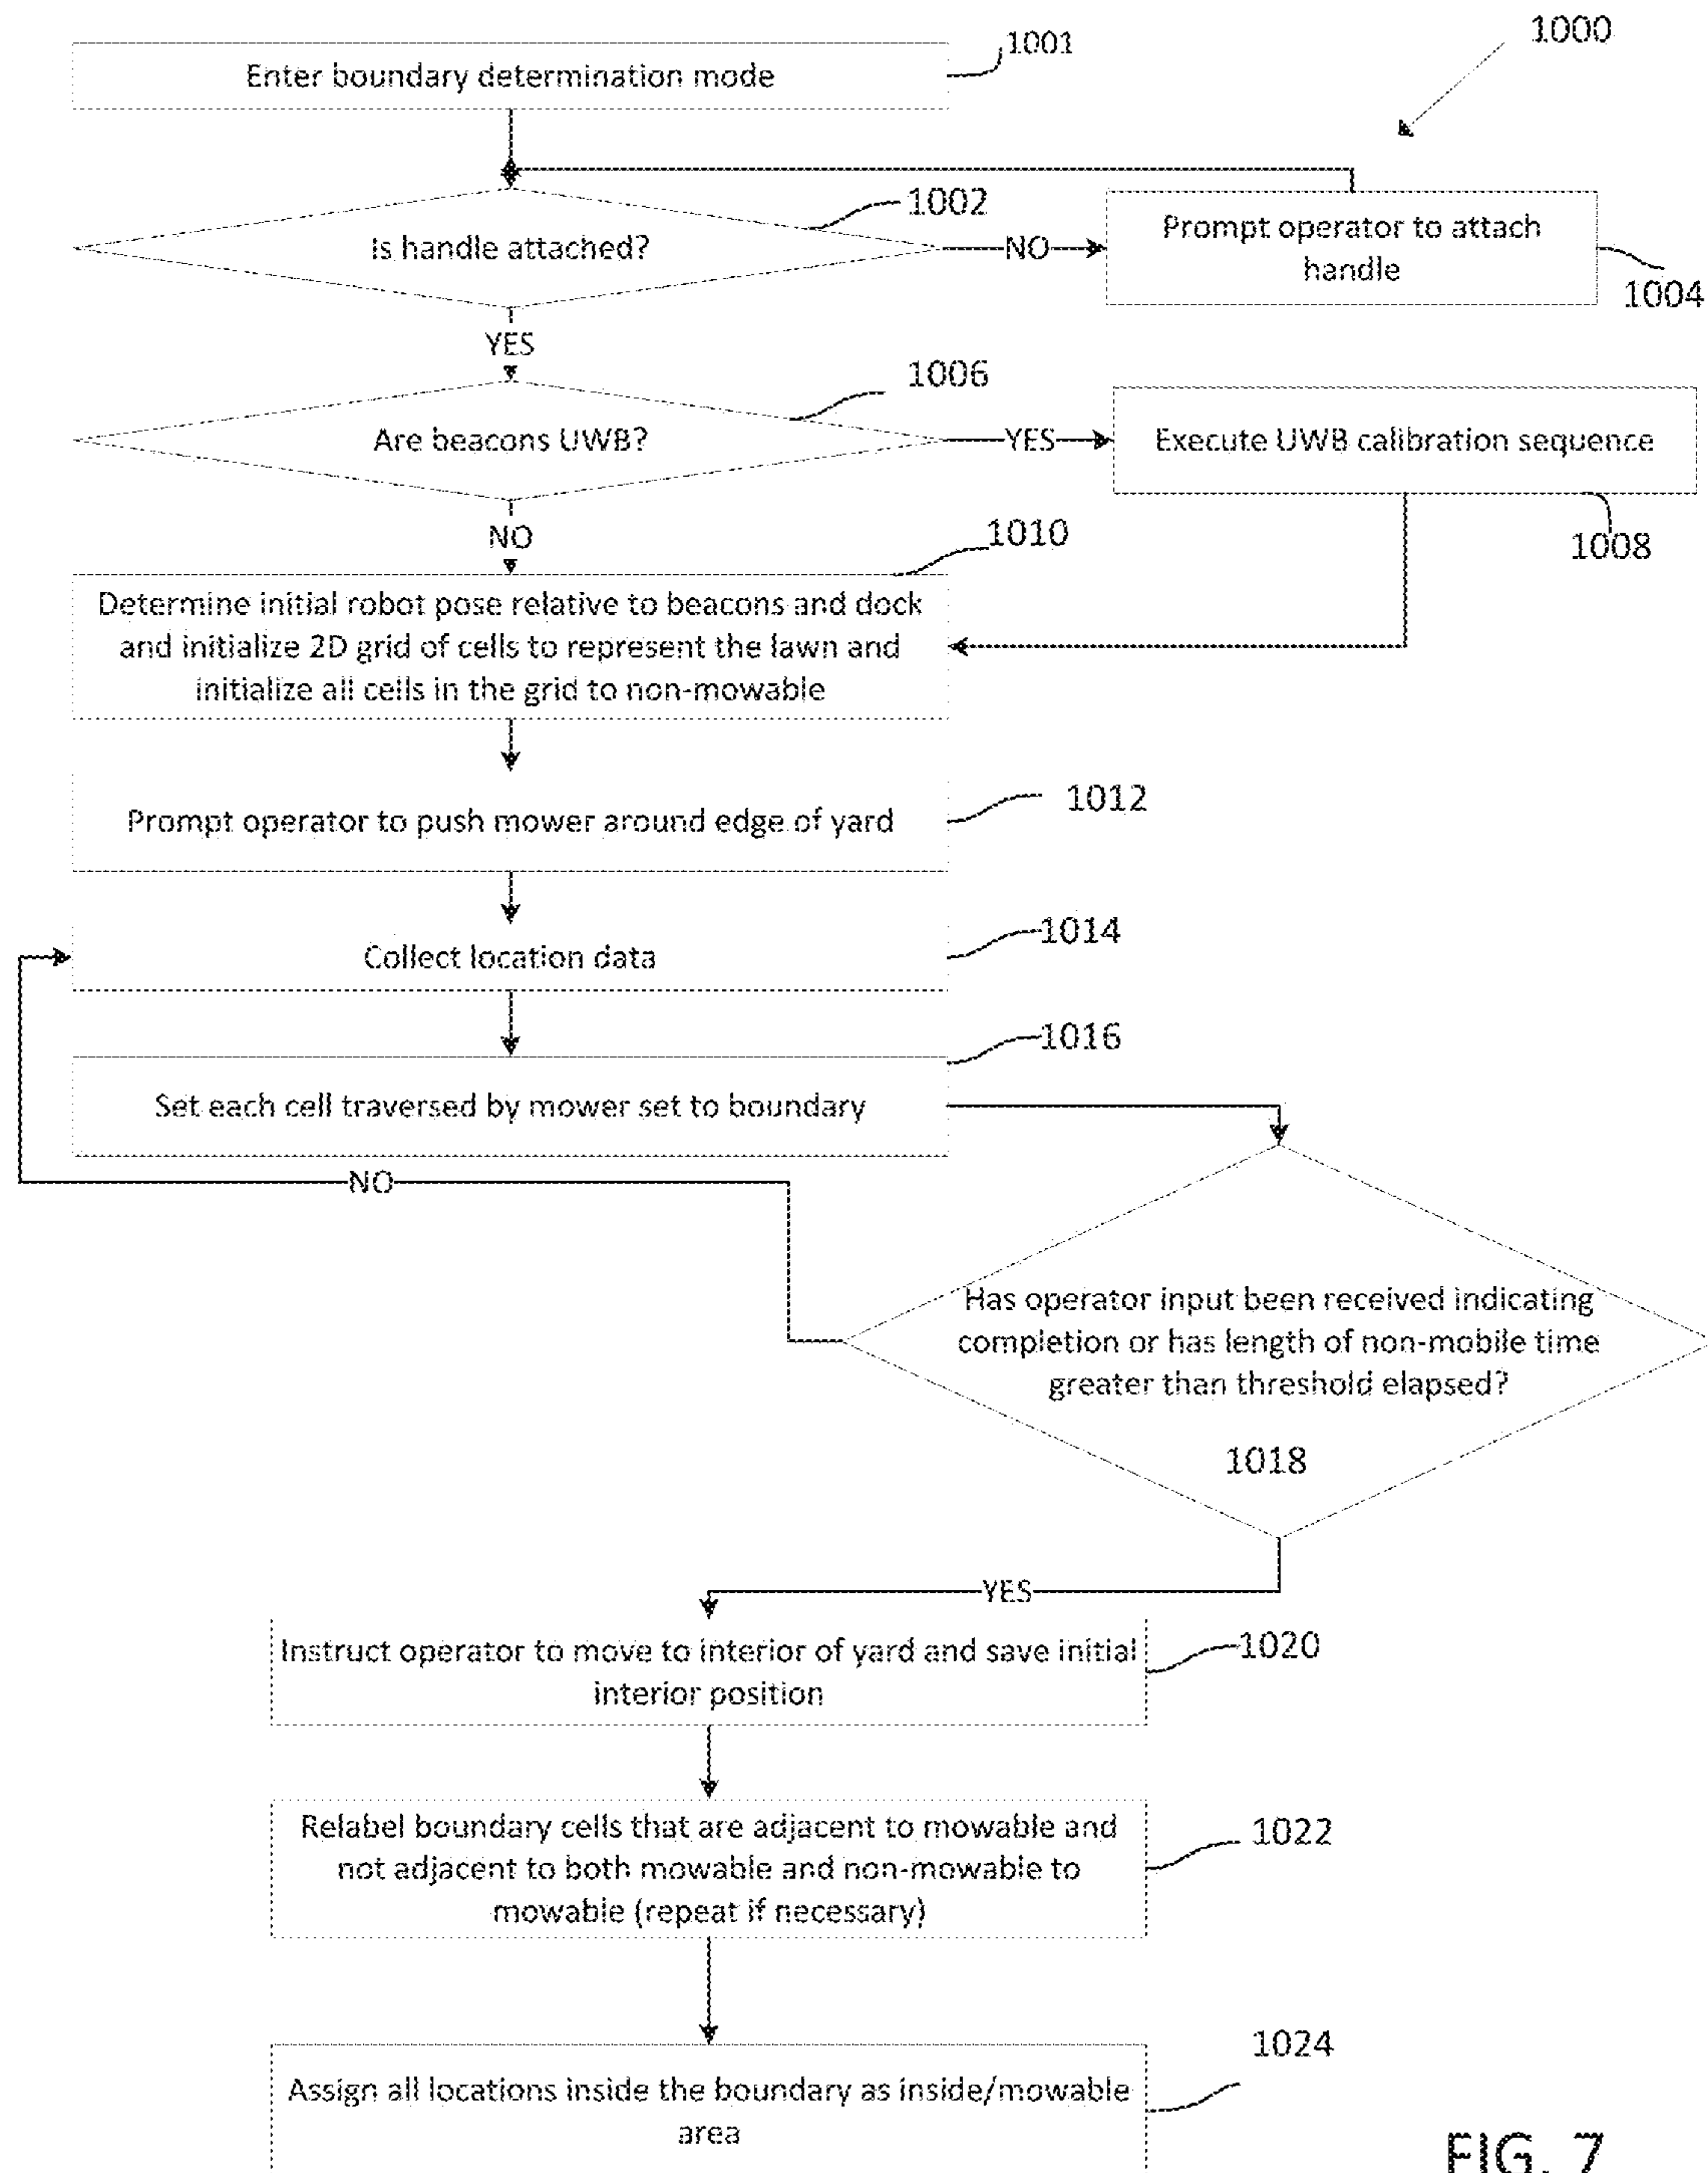 1000
Enter boundary determination mode
1001
Is handle attached?
1002
NO
Prompt operator to attach
handle
1004
YES
Are beacons UWB?
1006
YES
Execute UWB calibration sequence
1008
NO
1010
Determine initial robot pose relative to beacons and dock
and initialize 2D grid of cells to represent the lawn and
initialize all cells in the grid to non-mowable
Prompt operator to push mower around edge of yard
1012
Collect location data
1014
1016
Set each cell traversed by mower set to boundary
NO
Has operator input been received indicating
completion or has length of non-mobile time
greater than threshold elapsed?
1018
YES
Instruct operator to move to interior of yard and save initial
interior position
1020
Relabel boundary cells that are adjacent to mowable and
not adjacent to both mowable and non-mowable to
mowable (repeat if necessary)
1022
1024
Assign all locations inside the boundary as inside/mowable
area
FIG. 7